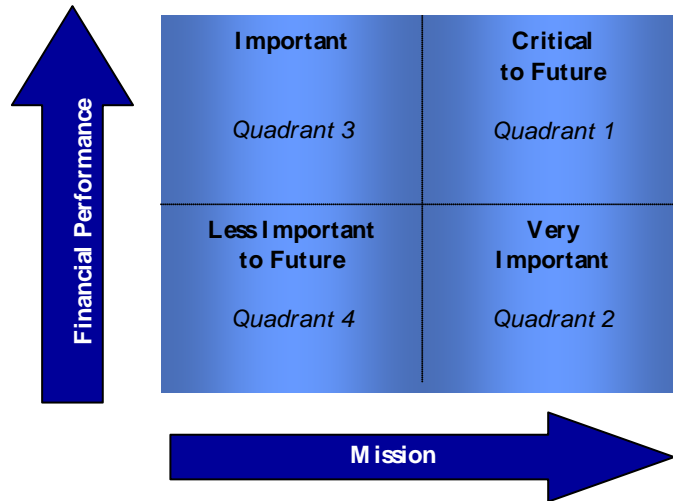 Important
Critical
to Future
Quadrant 3
Quadrant 1
Less Important
to Future
Very
Important
Quadrant 4
Quadrant 2
Financial Performance
Mission